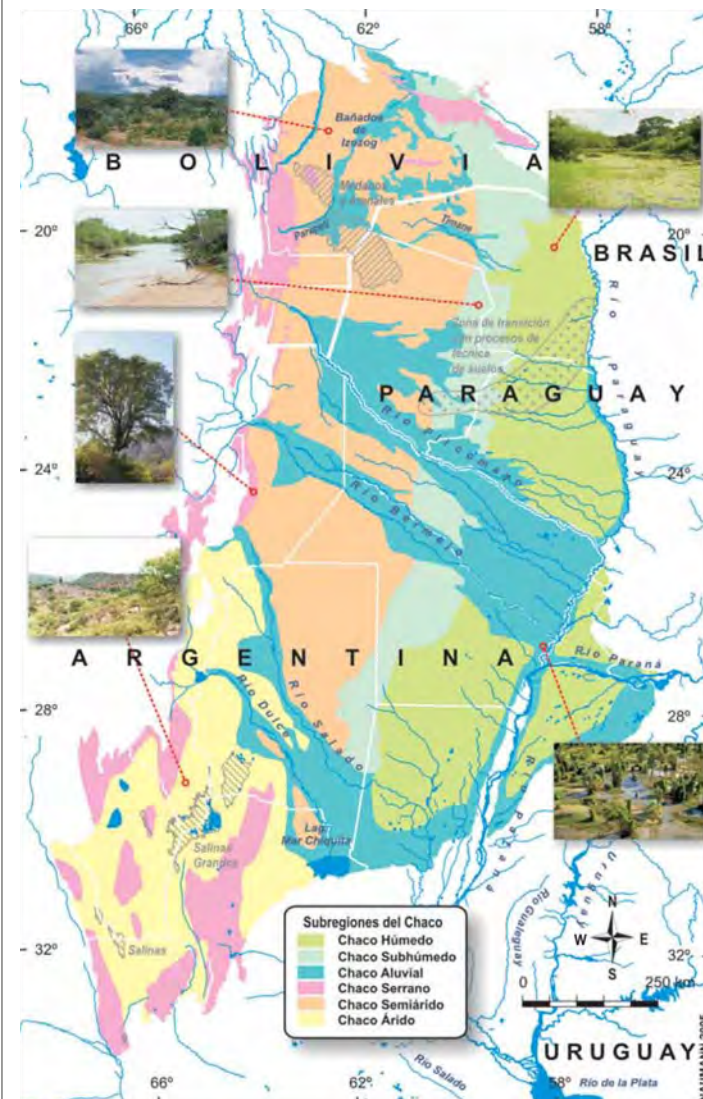 66º
62º
58º
Bañados
de
Izozog
B O L I V I A
Médanos
y arenales
20º
20º
Parapetí
Timane
BRASIL
Zona de transición
con procesos de
técnica
de suelos
Río Paraguay
PARAGUAY
Río Pilcomayo
24º
24º
Río Bermejo
A R G E N T I N A
Río Paraná
28º
28º
Río Dulce
Río Salado
Río Paraná
Lag.
Mar Chiquita
Salinas
Grandes
Salinas
Uruguay
Río Gualeguay
Subregiones del Chaco
Chaco Húmedo
Chaco Subhúmedo
Chaco Aluvial
Chaco Serrano
Chaco Semiárido
Chaco Árido
N
W E
S
32º
32º
0 250 km
URUGUAY
Río Salado
Río de la Plata
66º
62º
58º